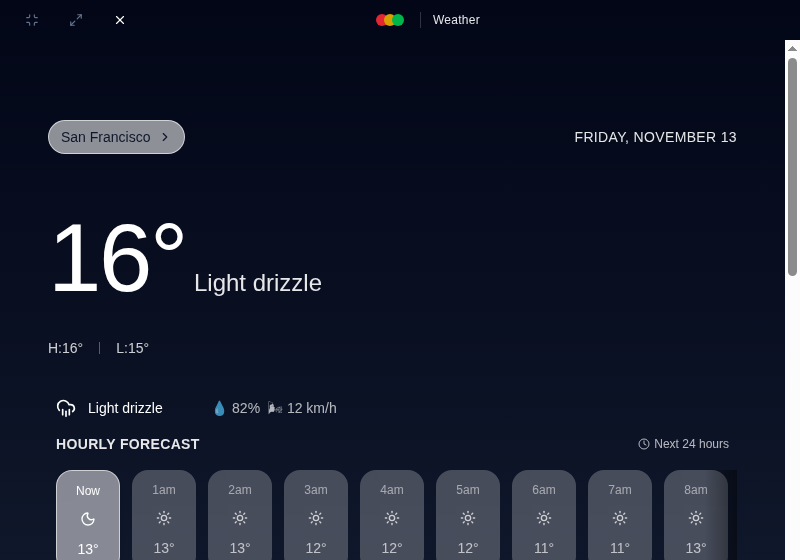 Weather
San Francisco
FRIDAY, NOVEMBER 13
16° Light drizzle
H:16° L:15°
Light drizzle 82% 12 km/h
HOURLY FORECAST Next 24 hours
Now 1am 2am 3am 4am 5am 6am 7am 8am
13° 13° 13° 12° 12° 12° 11° 11° 13°